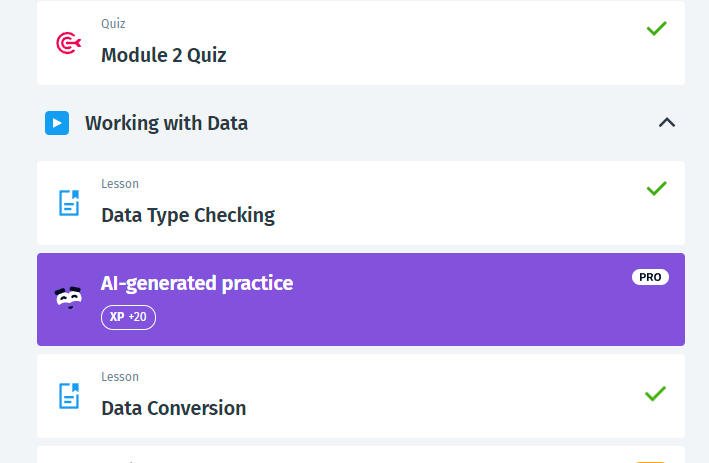 Quiz
Module 2 Quiz
Working with Data
Lesson
Data Type Checking
AI-generated practice
PRO
XP +20
Lesson
Data Conversion